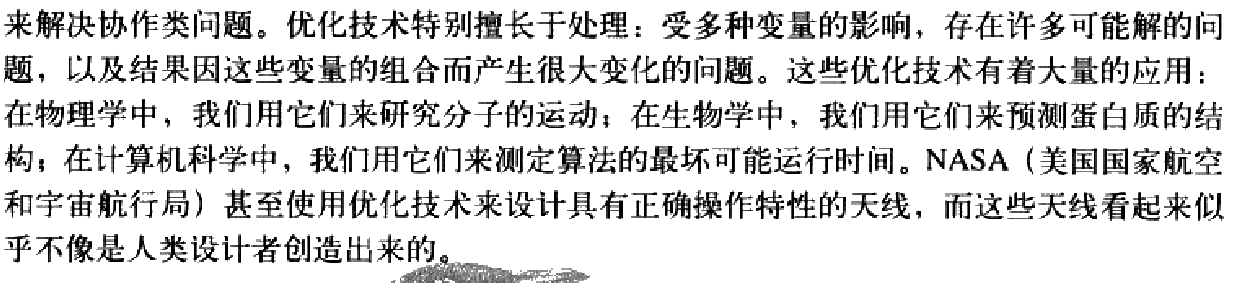 来解决协作类问题。优化技术特别擅长于处理：受多种变量的影响，存在许多可能解的问
题，以及结果因这些变量的组合而产生很大变化的问题。这些优化技术有着大量的应用：
在物理学中，我们用它们来研究分子的运动；在生物学中，我们用它们来预测蛋白质的结
构；在计算机科学中，我们用它们来测定算法的最坏可能运行时间。NASA（美国国家航空
和宇宙航行局）甚至使用优化技术来设计具有正确操作特性的天线，而这些天线看起来似
乎不像是人类设计者创造出来的。